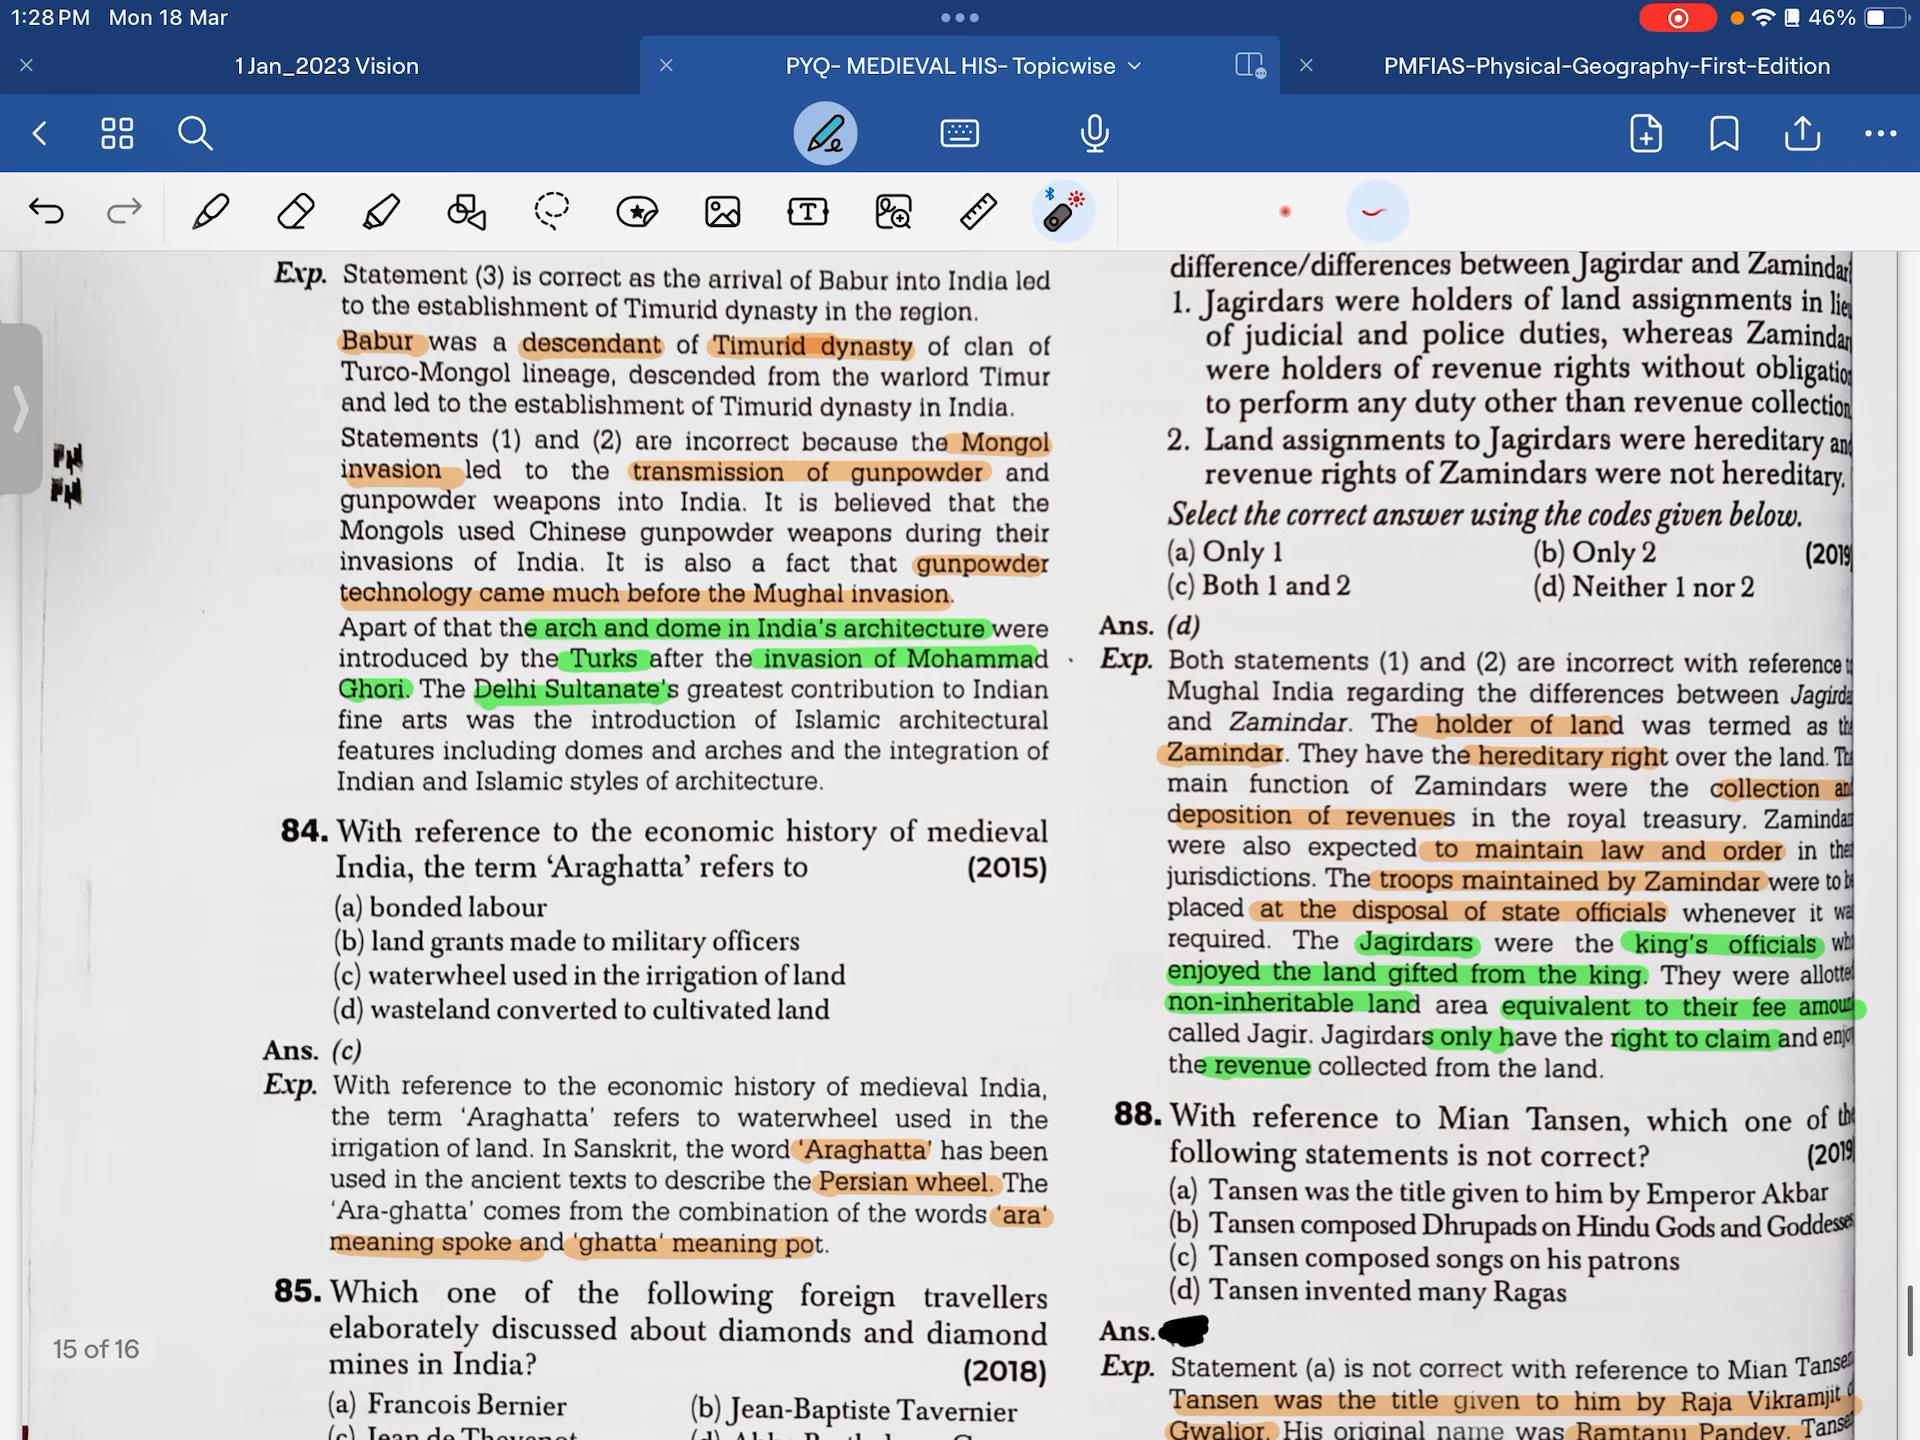 1:28 PM Mon 18 Mar
46%
1 Jan_2023 Vision
PYQ- MEDIEVAL HIS- Topicwise
PMFIAS-Physical-Geography-First-Edition
Exp. Statement (3) is correct as the arrival of Babur into India led
to the establishment of Timurid dynasty in the region.
Babur was a descendant of Timurid dynasty of clan of
Turco-Mongol lineage, descended from the warlord Timur
and led to the establishment of Timurid dynasty in India.
Statements (1) and (2) are incorrect because the Mongol
invasion led to the transmission of gunpowder and
gunpowder weapons into India. It is believed that the
Mongols used Chinese gunpowder weapons during their
invasions of India. It is also a fact that gunpowder
technology came much before the Mughal invasion.
Apart of that the arch and dome in India's architecture were
introduced by the Turks after the invasion of Mohammad
Ghori. The Delhi Sultanate's greatest contribution to Indian
fine arts was the introduction of Islamic architectural
features including domes and arches and the integration of
Indian and Islamic styles of architecture.
84. With reference to the economic history of medieval
India, the term 'Araghatta' refers to (2015)
(a) bonded labour
(b) land grants made to military officers
(c) waterwheel used in the irrigation of land
(d) wasteland converted to cultivated land
Ans. (c)
Exp. With reference to the economic history of medieval India,
the term 'Araghatta' refers to waterwheel used in the
irrigation of land. In Sanskrit, the word 'Araghatta' has been
used in the ancient texts to describe the Persian wheel. The
'Ara-ghatta' comes from the combination of the words 'ara'
meaning spoke and 'ghatta' meaning pot.
85. Which one of the following foreign travellers
elaborately discussed about diamonds and diamond
mines in India? (2018)
(a) Francois Bernier (b) Jean-Baptiste Tavernier
15 of 16
difference/differences between Jagirdar and Zamindar
1. Jagirdars were holders of land assignments in
of judicial and police duties, whereas
were holders of revenue rights without
to perform any duty other than revenue collection
2. Land assignments to Jagirdars were hereditary
revenue rights of Zamindars were not hereditary.
Select the correct answer using the codes given below.
(a) Only 1 (b) Only 2 (2019
(c) Both 1 and 2 (d) Neither 1 nor 2
Ans. (d)
Exp. Both statements (1) and (2) are incorrect with reference
Mughal India regarding the differences between
and Zamindar. The holder of land was termed as
Zamindar. They have the hereditary right over the land.
main function of Zamindars were the collection
deposition of revenues in the royal treasury.
were also expected to maintain law and order in
jurisdictions. The troops maintained by Zamindar were to
placed at the disposal of state officials whenever it
required. The Jagirdars were the king's officials
enjoyed the land gifted from the king. They were
non-inheritable land area equivalent to their fee
called Jagir. Jagirdars only have the right to claim and
the revenue collected from the land.
88. With reference to Mian Tansen, which one of the
following statements is not correct? (2019
(a) Tansen was the title given to him by Emperor Akbar
(b) Tansen composed Dhrupads on Hindu Gods and
(c) Tansen composed songs on his patrons
(d) Tansen invented many Ragas
Ans.
Exp. Statement (a) is not correct with reference to Mian
Tansen was the title given to him by Raja Vikramjit
Gwalior. His original name was Ramtanu Pandey.